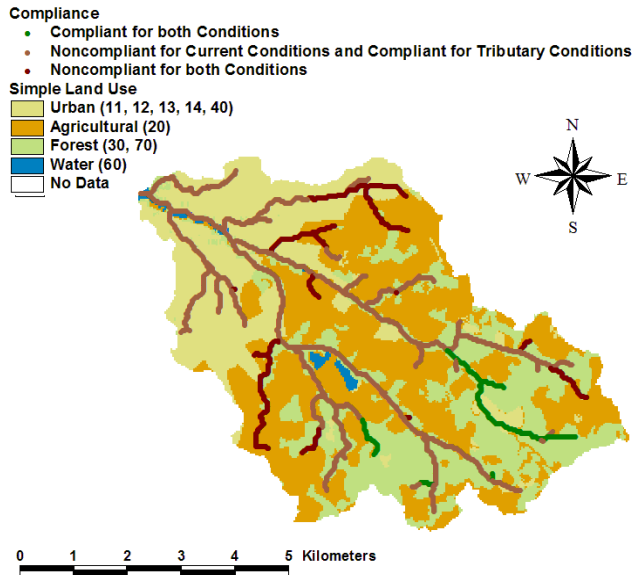 Compliance
Compliant for both Conditions
Noncompliant for Current Conditions and Compliant for Tributary Conditions
Noncompliant for both Conditions
Simple Land Use
Urban (11, 12, 13, 14, 40)
Agricultural (20)
Forest (30, 70)
Water (60)
No Data
N
W E
S
0 1 2 3 4 5 Kilometers